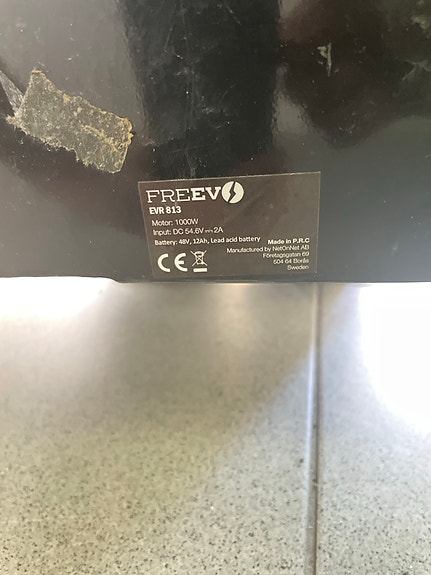 FREEVO
EVR 813
Motor: 1000W
Input: DC 54.6V⎓2A
Battery: 48V, 12Ah, Lead acid battery
Made in P.R.C
Manufactured by NetOnNet AB
Företagsgatan 69
504 64 Borås
Sweden
CE